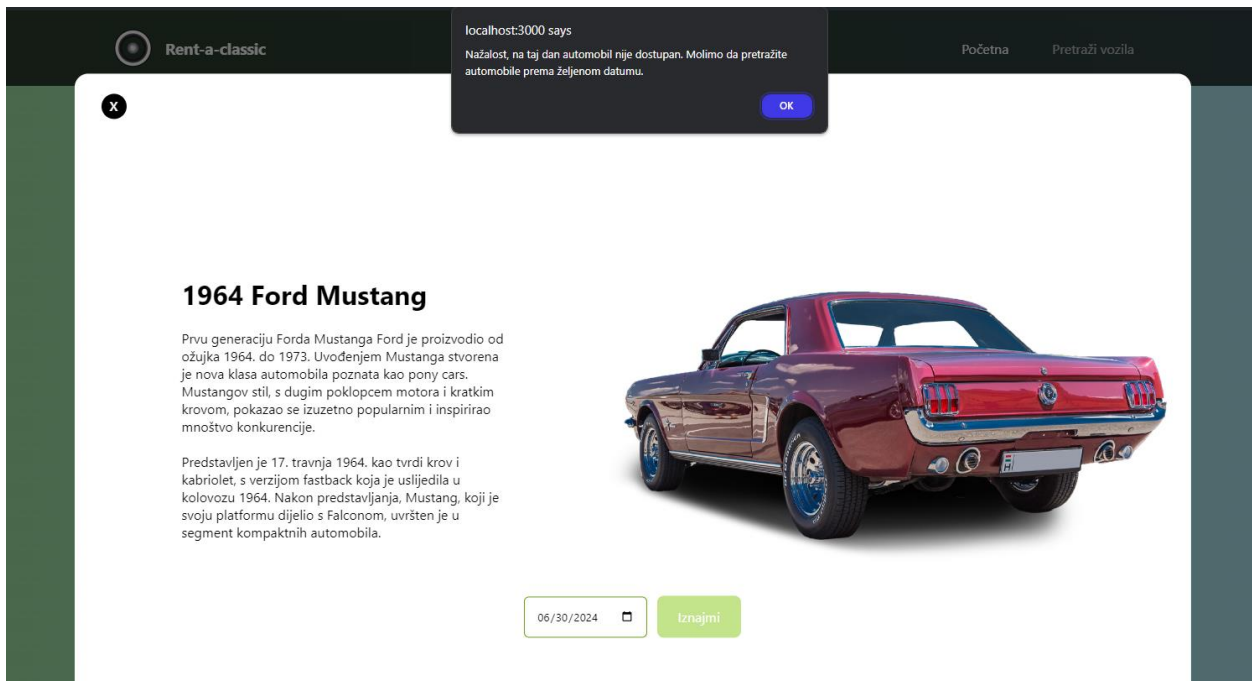 localhost:3000 says
Nažalost, na taj dan automobil nije dostupan. Molimo da pretražite
automobile prema željenom datumu.
OK
Rent-a-classic
Početna
Pretraži vozila
X
1964 Ford Mustang
Prvu generaciju Forda Mustanga Ford je proizvodio od
ožujka 1964. do 1973. Uvođenjem Mustanga stvorena
je nova klasa automobila poznata kao pony cars.
Mustangov stil, s dugim poklopcem motora i kratkim
krovom, pokazao se izuzetno popularnim i inspirirao
mnoštvo konkurencije.
Predstavljen je 17. travnja 1964. kao tvrdi krov i
kabriolet, s verzijom fastback koja je uslijedila u
kolovozu 1964. Nakon predstavljanja, Mustang, koji je
svoju platformu dijelio s Falconom, uvršten je u
segment kompaktnih automobila.
06/30/2024
Iznajmi